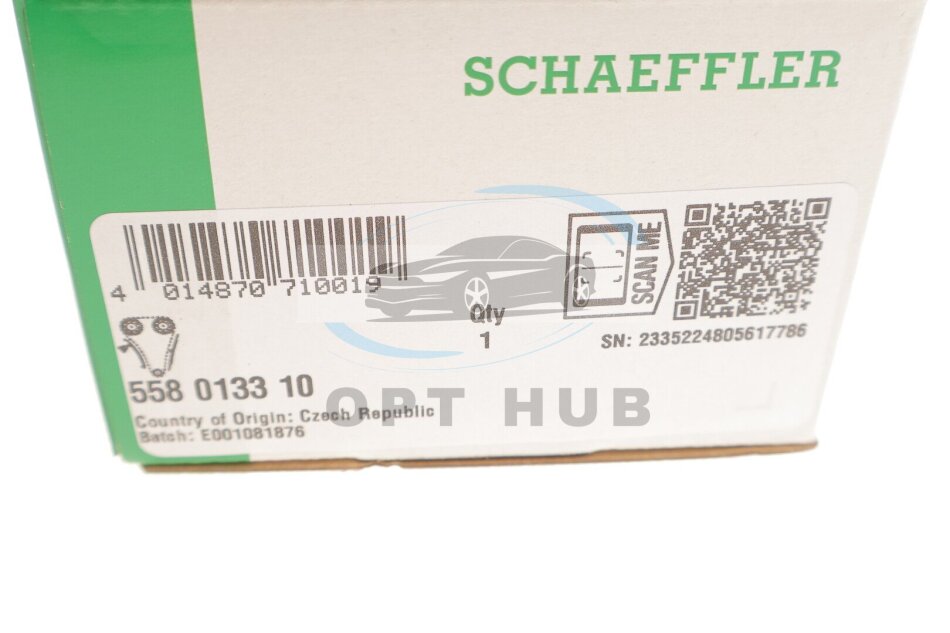 SCHAEFFLER
SCAN ME
4 014870 710019
Qty
1
SN: 2335224805617786
558 0133 10
OPT HUB
Country of Origin: Czech Republic
Batch: E001081876